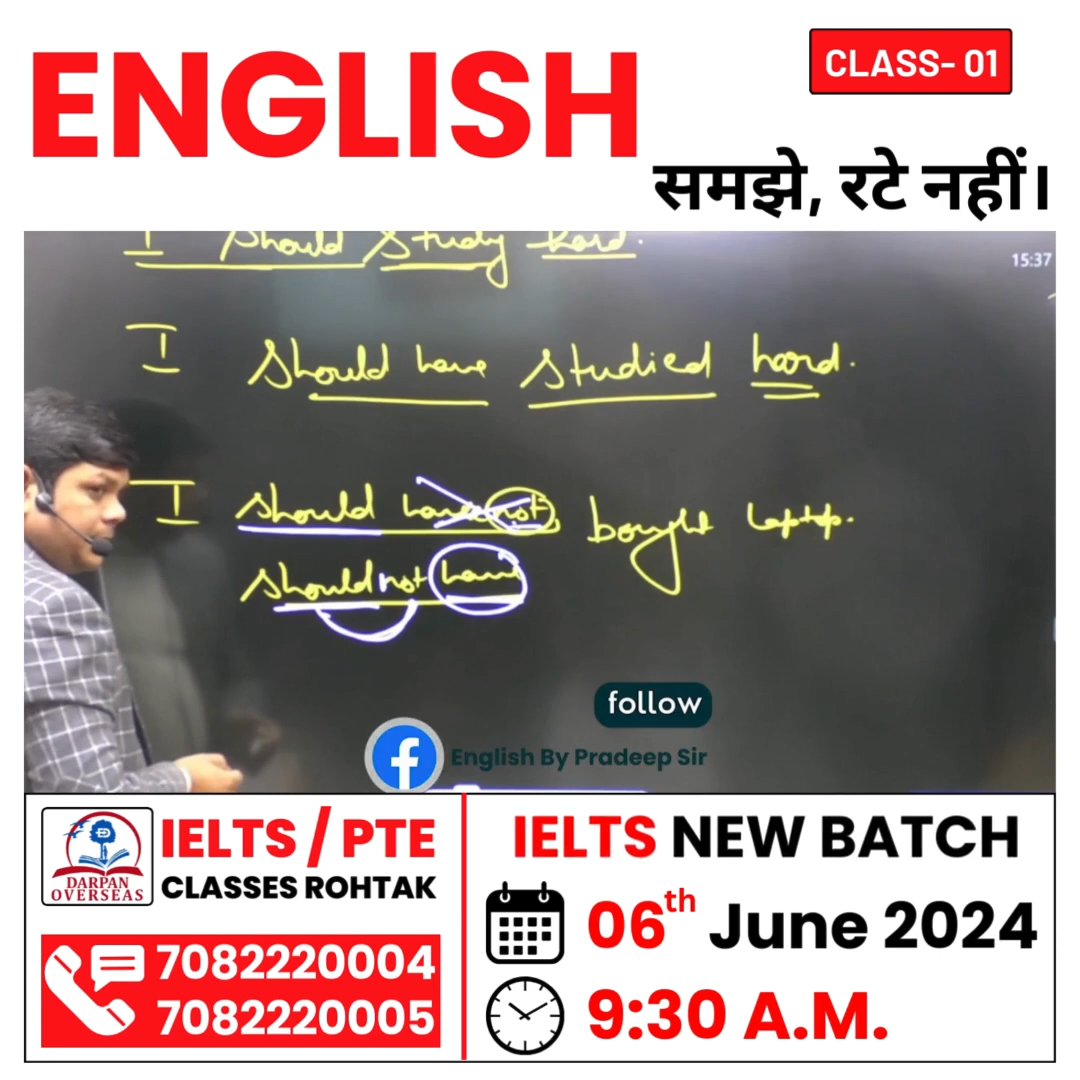 ENGLISH
CLASS- 01
समझे, रटे नहीं।
I should study hard.
15:37
I should have studied hard.
I should have not bought laptop.
should not have
follow
English By Pradeep Sir
DARPAN
OVERSEAS
IELTS / PTE
CLASSES ROHTAK
7082220004
7082220005
IELTS NEW BATCH
06th June 2024
9:30 A.M.